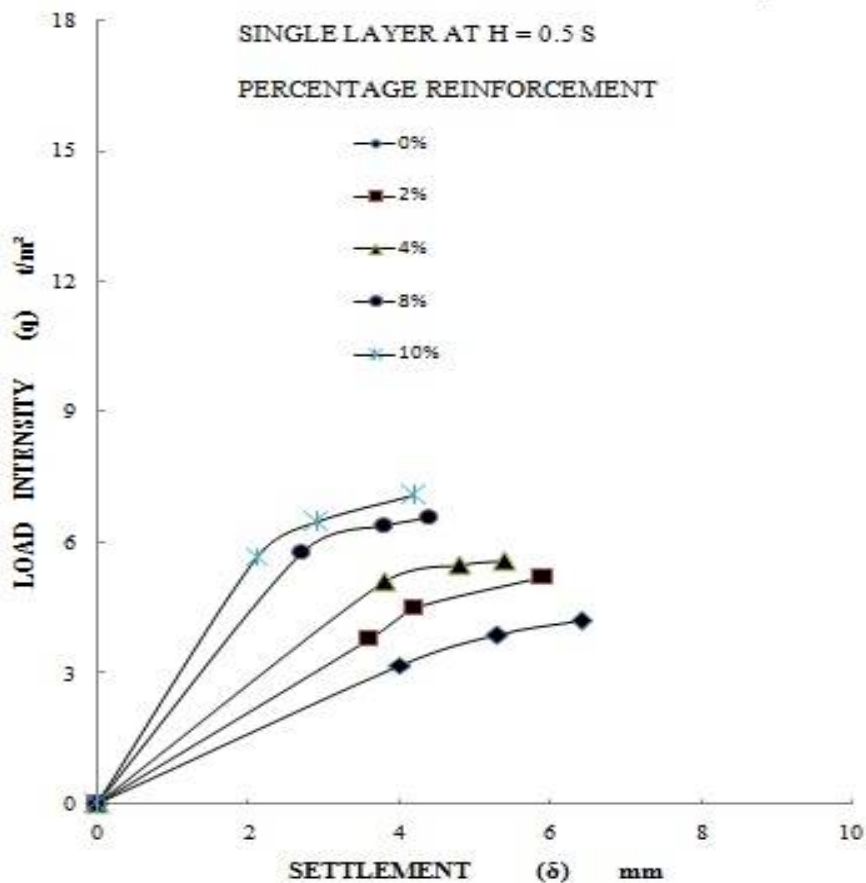 SINGLE LAYER AT H = 0.5 S
PERCENTAGE REINFORCEMENT
0%
2%
4%
8%
10%
LOAD INTENSITY (q) t/m²
18
15
12
9
6
3
0
0 2 4 6 8 10
SETTLEMENT (δ) mm